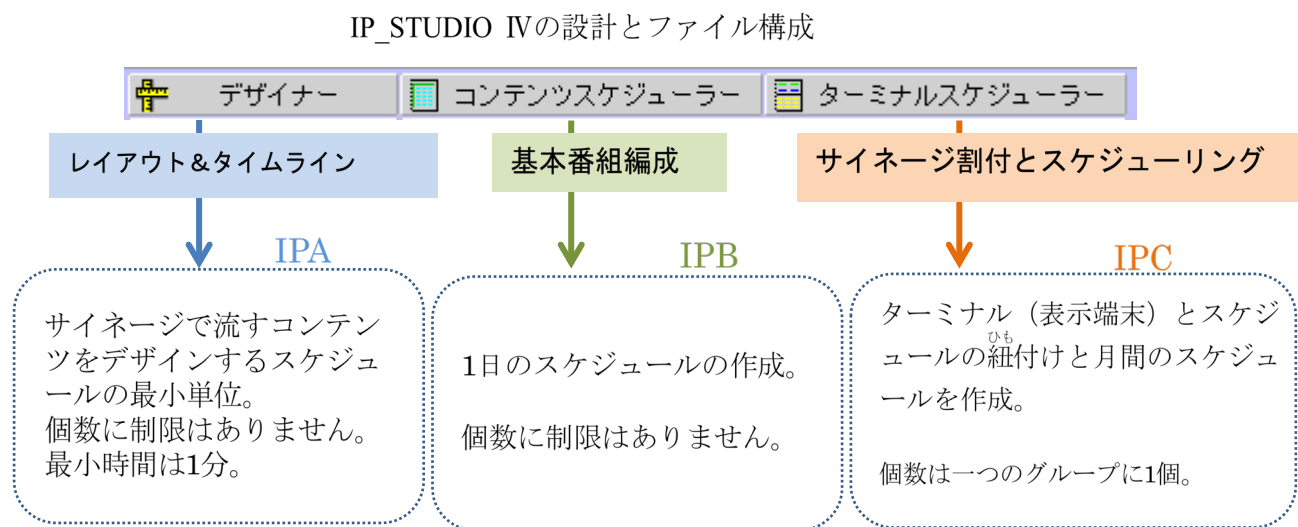 IP_STUDIO Ⅳの設計とファイル構成
デザイナー
コンテンツスケジューラー
ターミナルスケジューラー
レイアウト＆タイムライン
基本番組編成
サイネージ割付とスケジューリング
IPA
IPB
IPC
サイネージで流すコンテン
ツをデザインするスケジュ
ールの最小単位。
個数に制限はありません。
最小時間は1分。
1日のスケジュールの作成。
個数に制限はありません。
ターミナル（表示端末）とスケジ
ひも
ュールの紐付けと月間のスケジュ
ールを作成。
個数は一つのグループに1個。